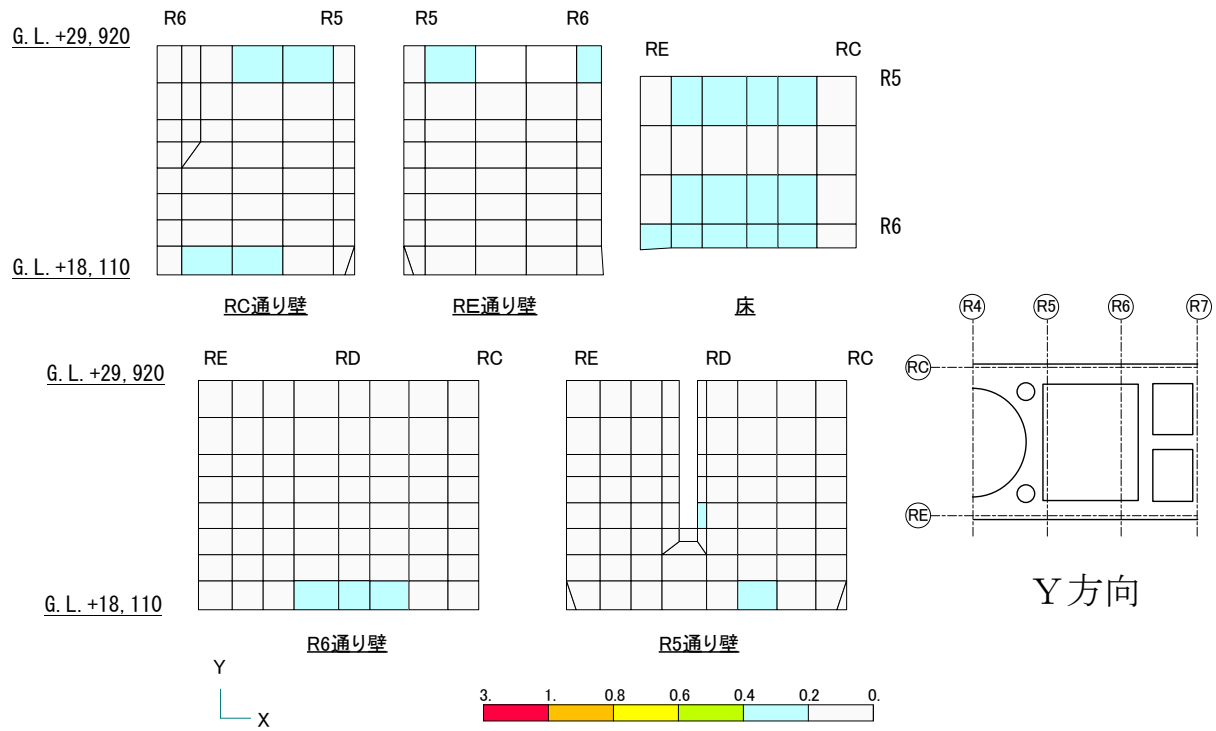 R6 R5 R5 R6
G.L.+29,920
RE RC
R5
R6
G.L.+18,110
RC通り壁 RE通り壁 床
R4 R5 R6 R7
RE RD RC RE RD RC
G.L.+29,920
RC
RE
Y方向
G.L.+18,110
R6通り壁 R5通り壁
Y
X
3. 1. 0.8 0.6 0.4 0.2 0.